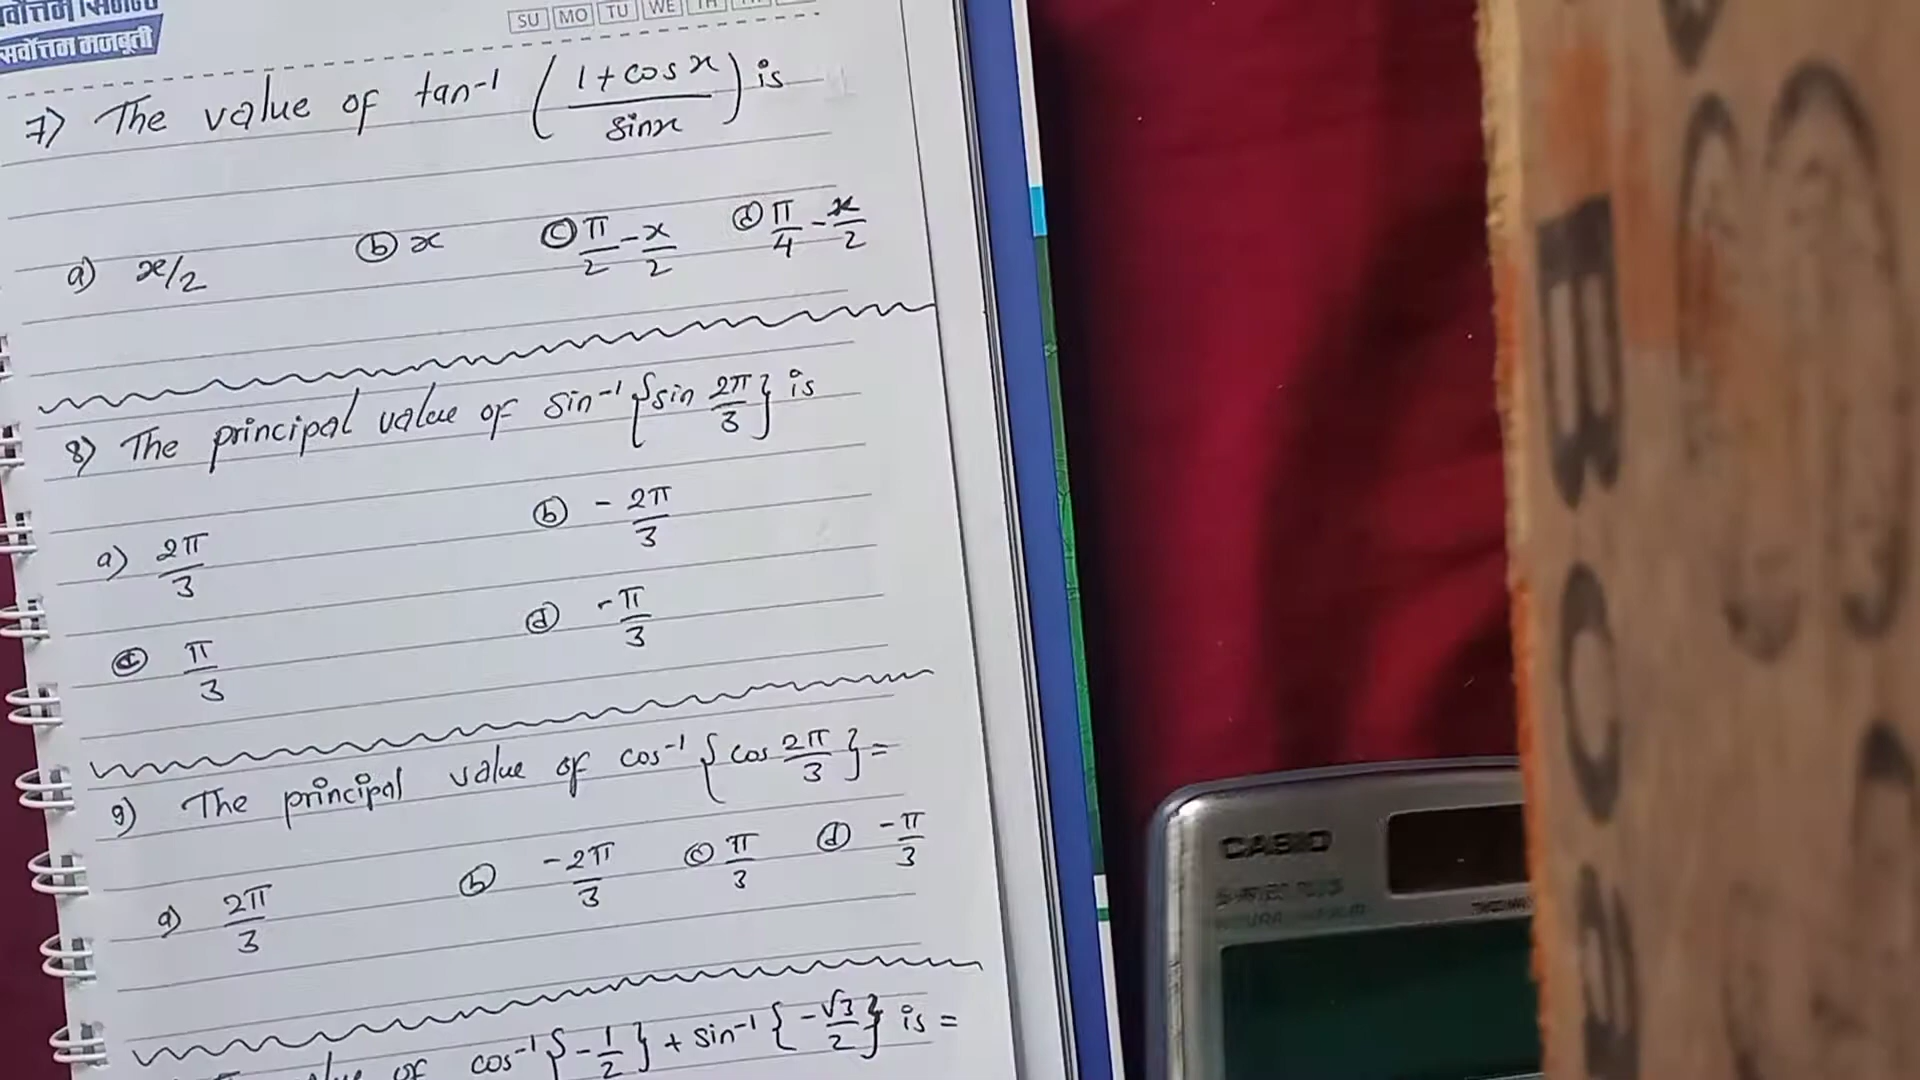 सर्वोत्तम मजबूती
SU MO TU WE TH
7) The value of tan⁻¹ ( (1 + cos x) / sin x ) is
a) x/2 (b) x (c) π/2 - x/2 (d) π/4 - x/2
8) The principal value of sin⁻¹ { sin 2π/3 } is
a) 2π/3 (b) - 2π/3
(c) π/3 (d) - π/3
9) The principal value of cos⁻¹ { cos 2π/3 } =
a) 2π/3 (b) - 2π/3 (c) π/3 (d) - π/3
of cos⁻¹ { - 1/2 } + sin⁻¹ { - √3/2 } is =
CASIO